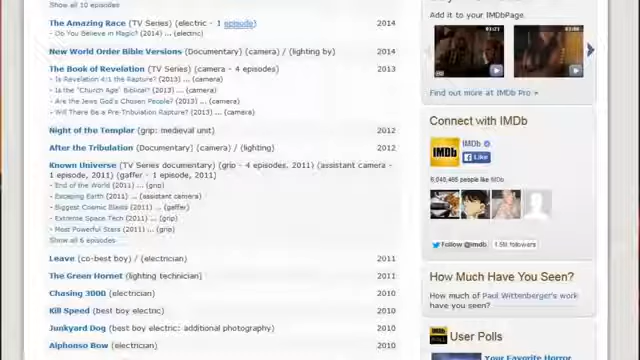 Show all 10 episodes
The Amazing Race (TV Series) (electric - 1 episode) 2014
- Do You Believe in Magic? (2014) ... (electric)
New World Order Bible Versions (Documentary) (camera) / (lighting by) 2014
The Book of Revelation (TV Series) (camera - 4 episodes) 2013
- Is Revelation 4:1 the Rapture? (2013) ... (camera)
- Is the "Church Age" Biblical? (2013) ... (camera)
- Are the Jews God's Chosen People? (2013) ... (camera)
- Will There Be a Pre-Tribulation Rapture? (2013) ... (camera)
Night of the Templar (grip: medieval unit) 2012
After the Tribulation (Documentary) (camera) / (lighting) 2012
Known Universe (TV Series documentary) (grip - 4 episodes, 2011) (assistant camera - 1 episode, 2011) (gaffer - 1 episode, 2011)
- End of the World (2011) ... (grip)
- Escaping Earth (2011) ... (assistant camera)
- Biggest Cosmic Blasts (2011) ... (gaffer)
- Extreme Space Tech (2011) ... (grip)
- Most Powerful Stars (2011) ... (grip)
Show all 6 episodes
Leave (co-best boy) / (electrician) 2011
The Green Hornet (lighting technician) 2011
Chasing 3000 (electrician) 2010
Kill Speed (best boy electric) 2010
Junkyard Dog (best boy electric: additional photography) 2010
Alphonso Bow (electrician) 2010
Add it to your IMDbPage.
Find out more at IMDb Pro »
Connect with IMDb
IMDb
IMDb
Like
people like IMDb
Follow @imdb
followers
How Much Have You Seen?
How much of Paul Wittenberger's work
have you seen?
User Polls
Your Favorite Horror